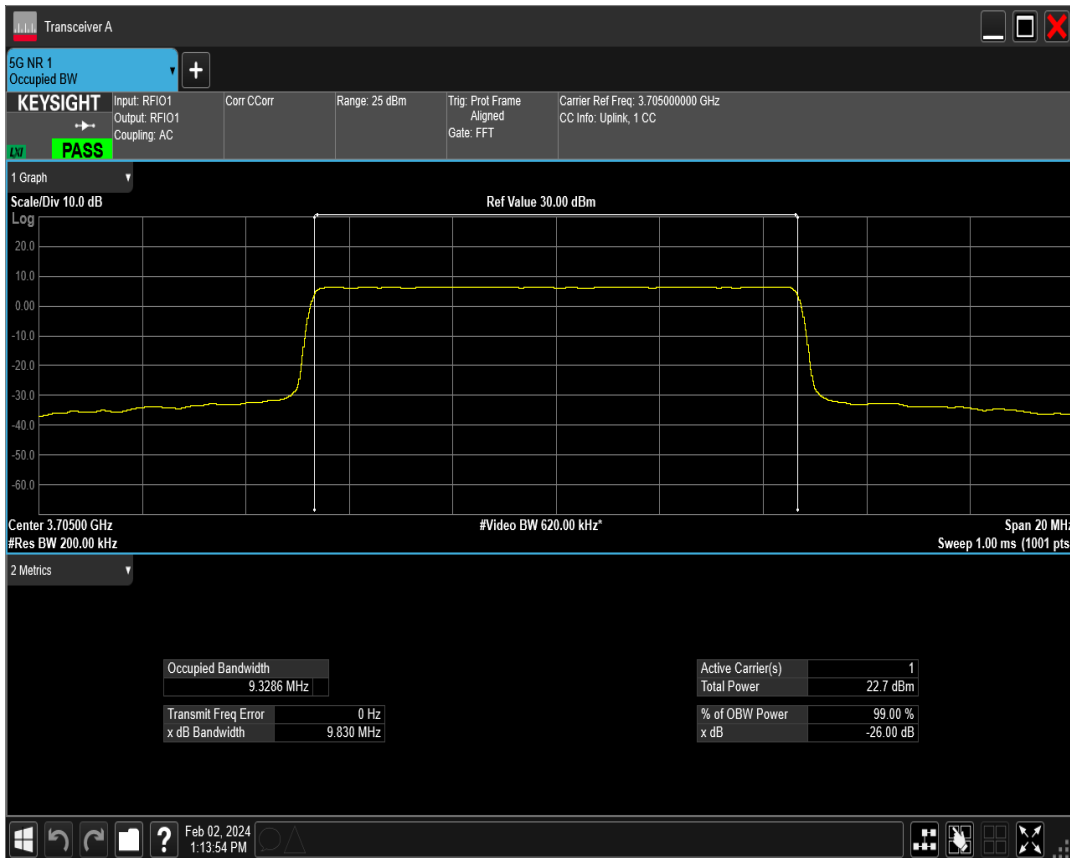 Transceiver A
5G NR 1
Occupied BW
+
KEYSIGHT
LXI
PASS
Input: RFIO1
Output: RFIO1
Coupling: AC
Corr CCorr
Range: 25 dBm
Trig: Prot Frame
Aligned
Gate: FFT
Carrier Ref Freq: 3.705000000 GHz
CC Info: Uplink, 1 CC
1 Graph
Scale/Div 10.0 dB
Ref Value 30.00 dBm
Log
20.0
10.0
0.00
-10.0
-20.0
-30.0
-40.0
-50.0
-60.0
Center 3.70500 GHz
#Video BW 620.00 kHz*
Span 20 MHz
#Res BW 200.00 kHz
Sweep 1.00 ms (1001 pts
2 Metrics
Occupied Bandwidth
9.3286 MHz
Transmit Freq Error 0 Hz
x dB Bandwidth 9.830 MHz
Active Carrier(s) 1
Total Power 22.7 dBm
% of OBW Power 99.00 %
x dB -26.00 dB
?
Feb 02, 2024
1:13:54 PM